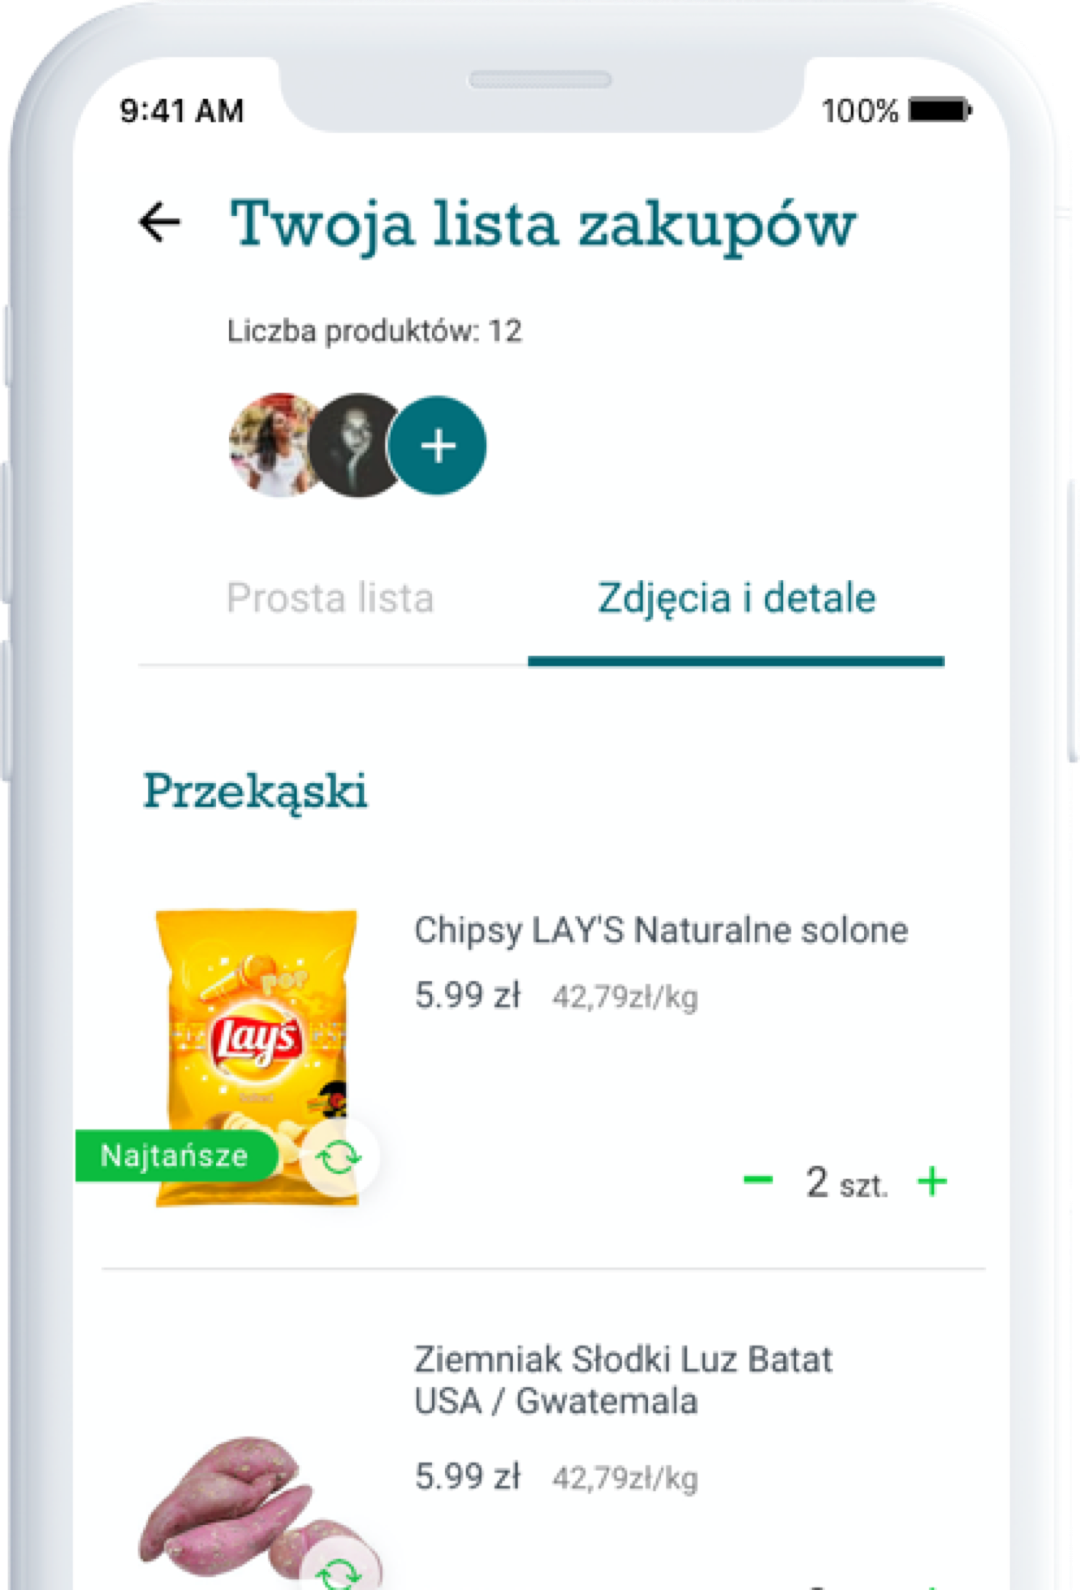 9:41 AM
100%
Twoja lista zakupów
Liczba produktów: 12
Prosta lista
Zdjęcia i detale
Przekąski
Chipsy LAY'S Naturalne solone
5.99 zł 42,79zł/kg
POP
Lay's
Salted
Najtańsze
2 szt.
Ziemniak Słodki Luz Batat
USA / Gwatemala
5.99 zł 42,79zł/kg